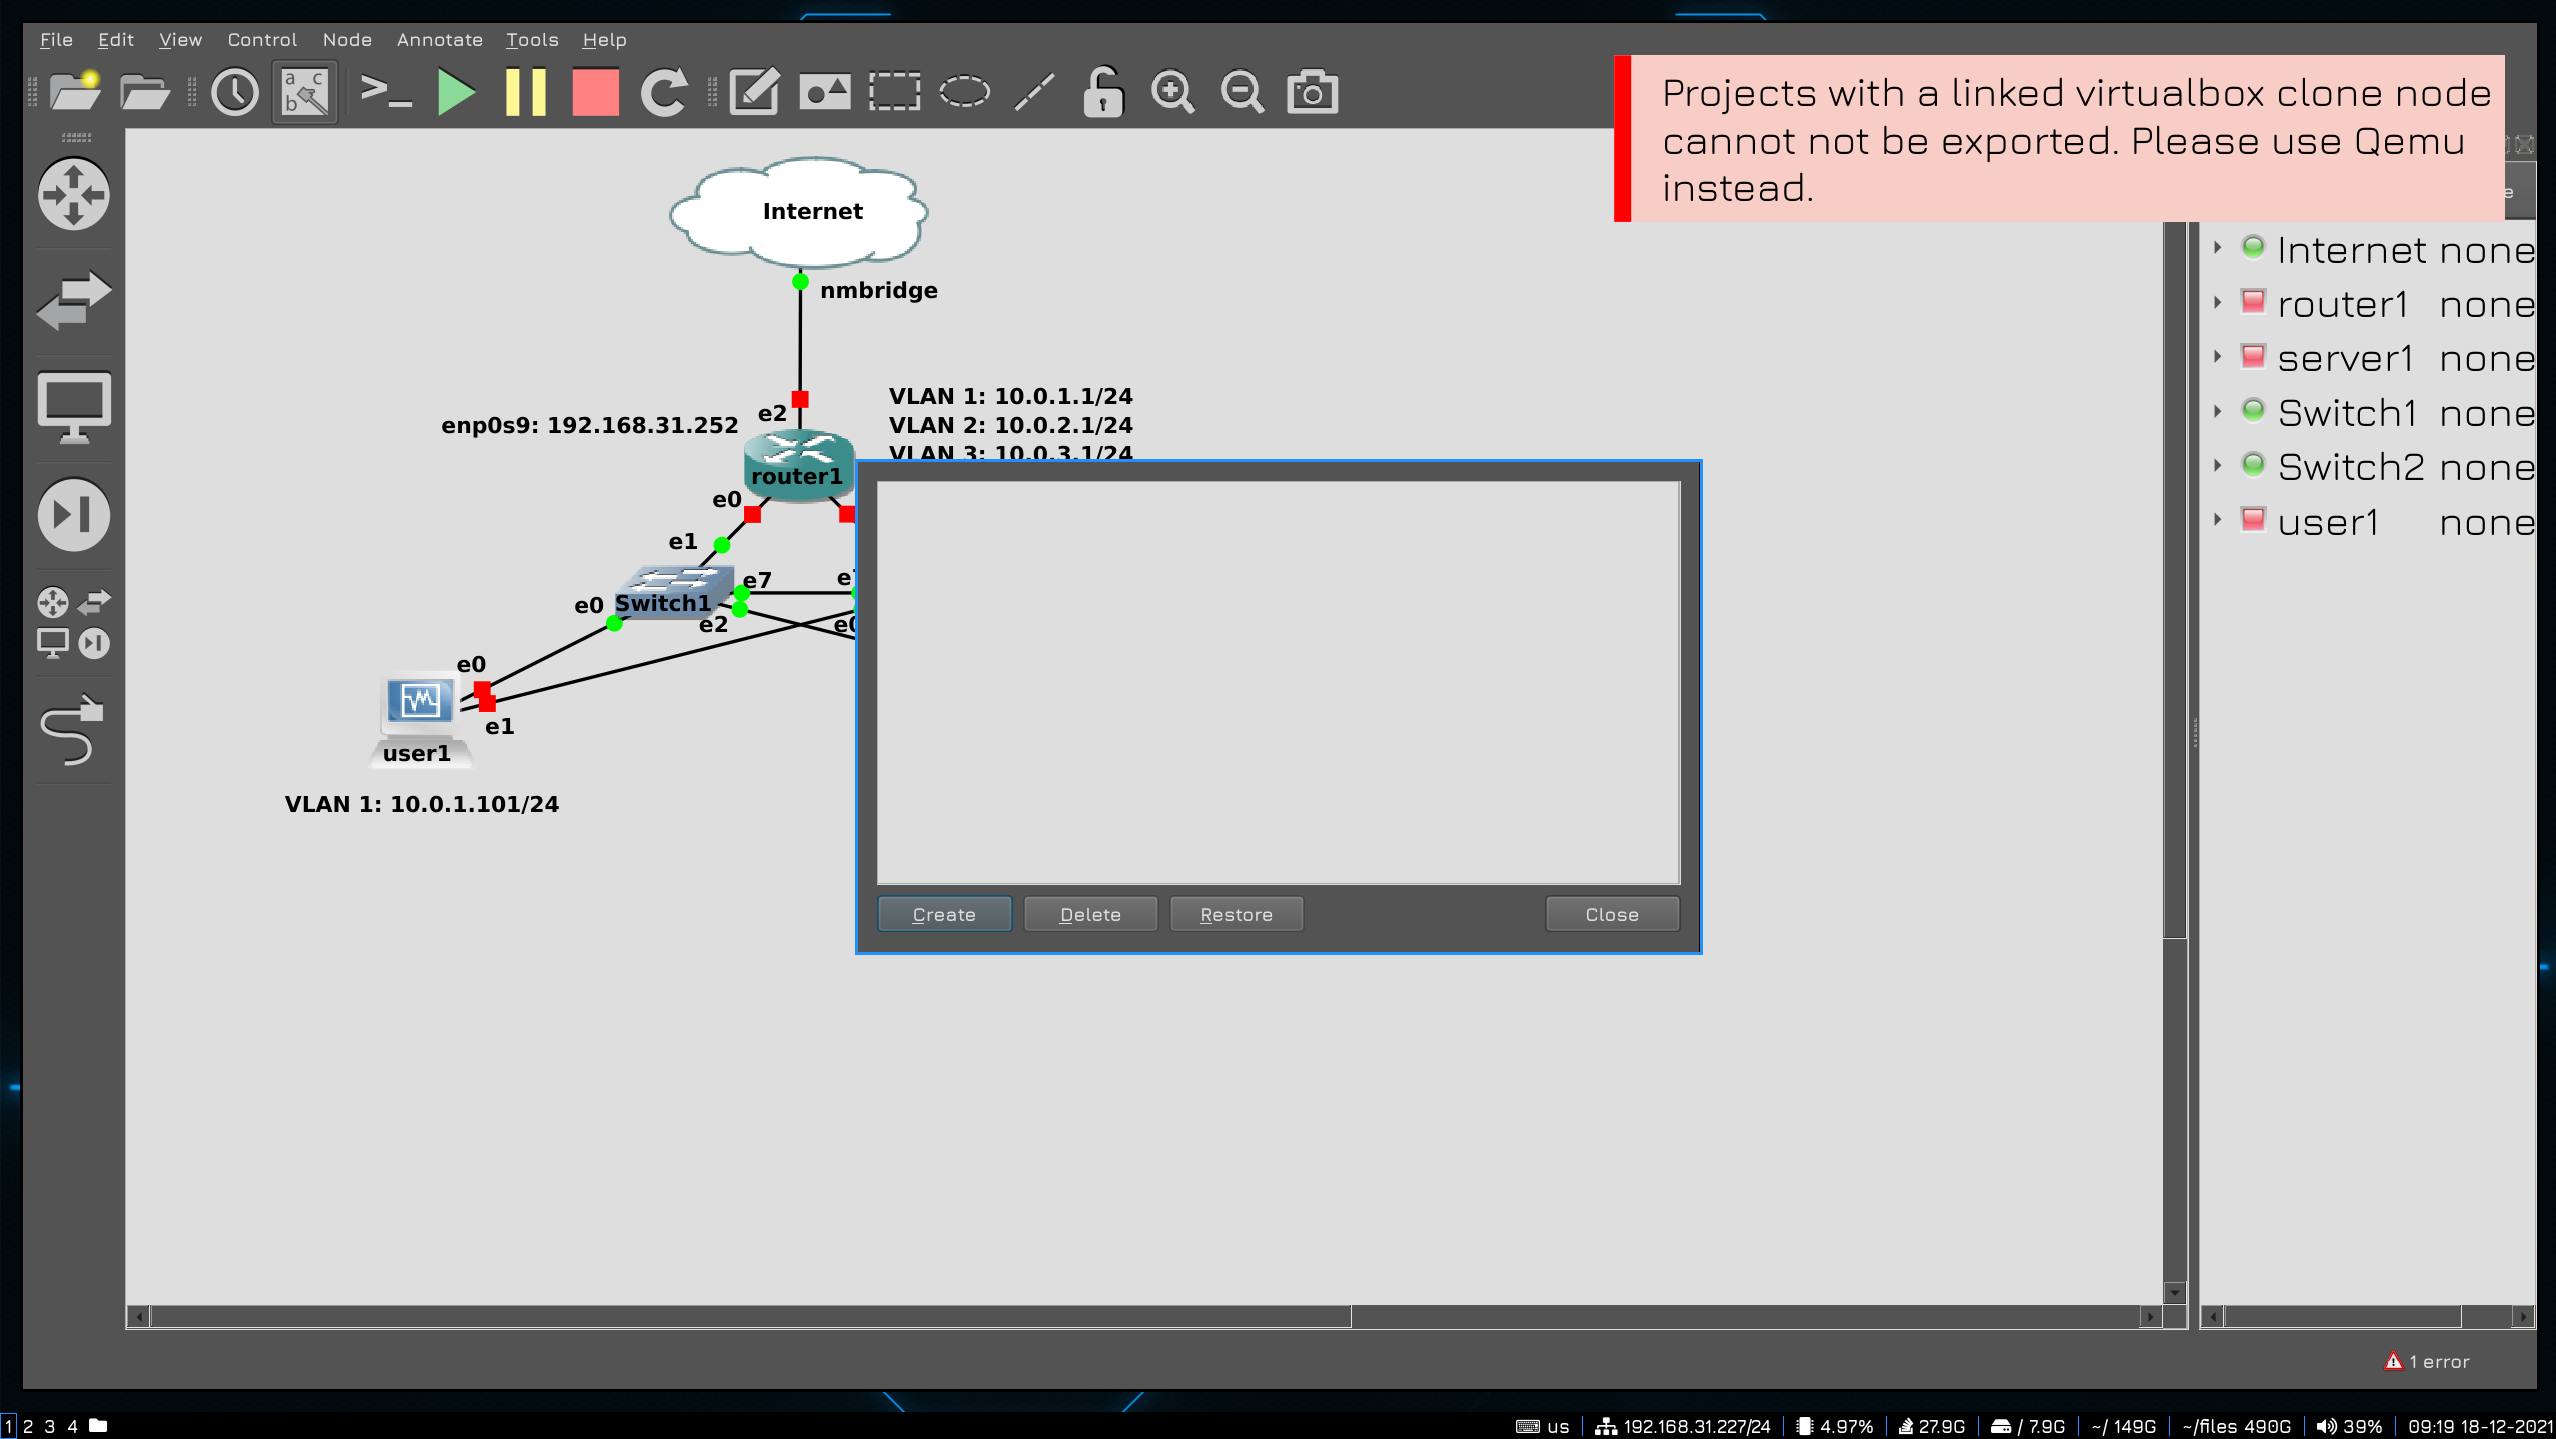 File Edit View Control Node Annotate Tools Help
a c
b
Projects with a linked virtualbox clone node
cannot not be exported. Please use Qemu
instead.
Internet
nmbridge
VLAN 1: 10.0.1.1/24
e2
enp0s9: 192.168.31.252
VLAN 2: 10.0.2.1/24
VLAN 3: 10.0.3.1/24
router1
e0
e1
e7
Switch1
e0
e2
e0
user1
e1
VLAN 1: 10.0.1.101/24
Create Delete Restore Close
Internet none
router1 none
server1 none
Switch1 none
Switch2 none
user1 none
1 error
1 2 3 4
us 192.168.31.227/24 4.97% 27.9G / 7.9G ~/ 149G ~/files 490G 39% 09:19 18-12-2021